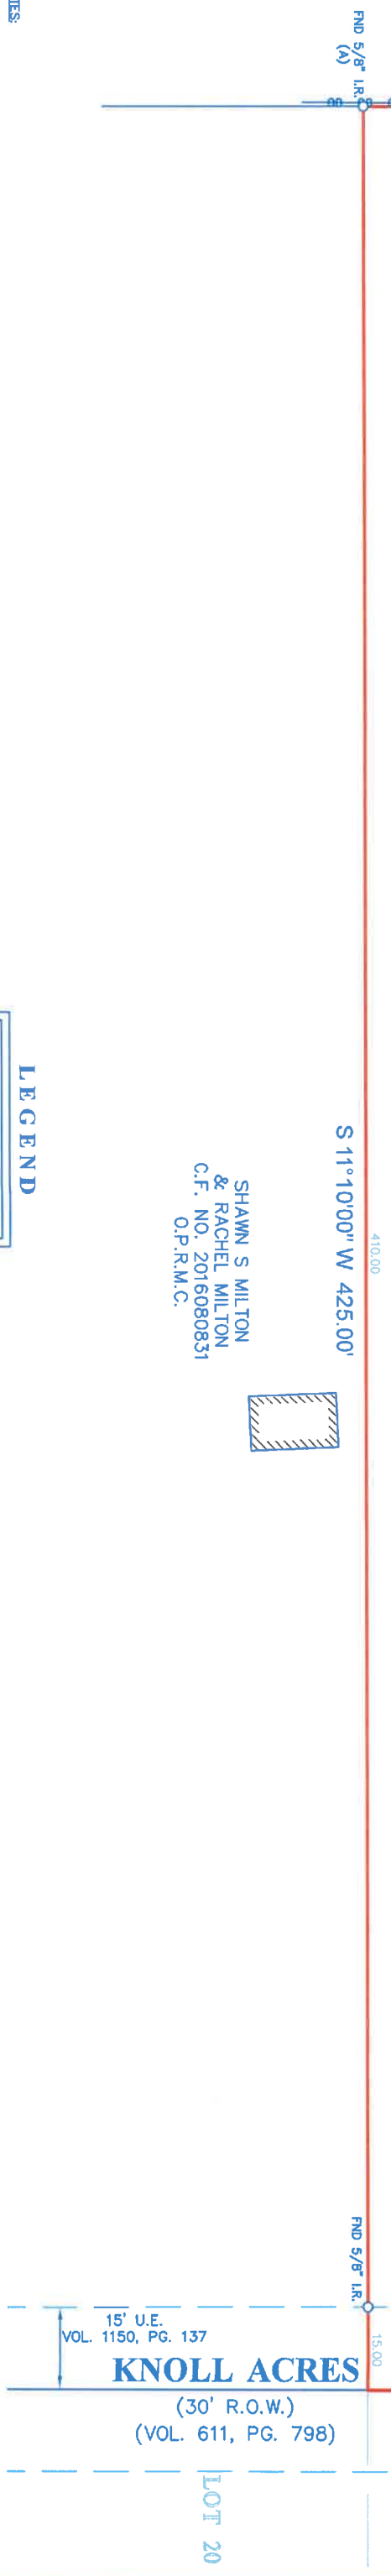 FND 5/8" I.R.
(A)
S 11°10'00" W 425.00'
410.00
SHAWN S MILTON
& RACHEL MILTON
C.F. NO. 2016080831
O.P.R.M.C.
LEGEND
FND 5/8" I.R.
15.00
15' U.E.
VOL. 1150, PG. 137
KNOLL ACRES
(30' R.O.W.)
(VOL. 611, PG. 798)
LOT 20